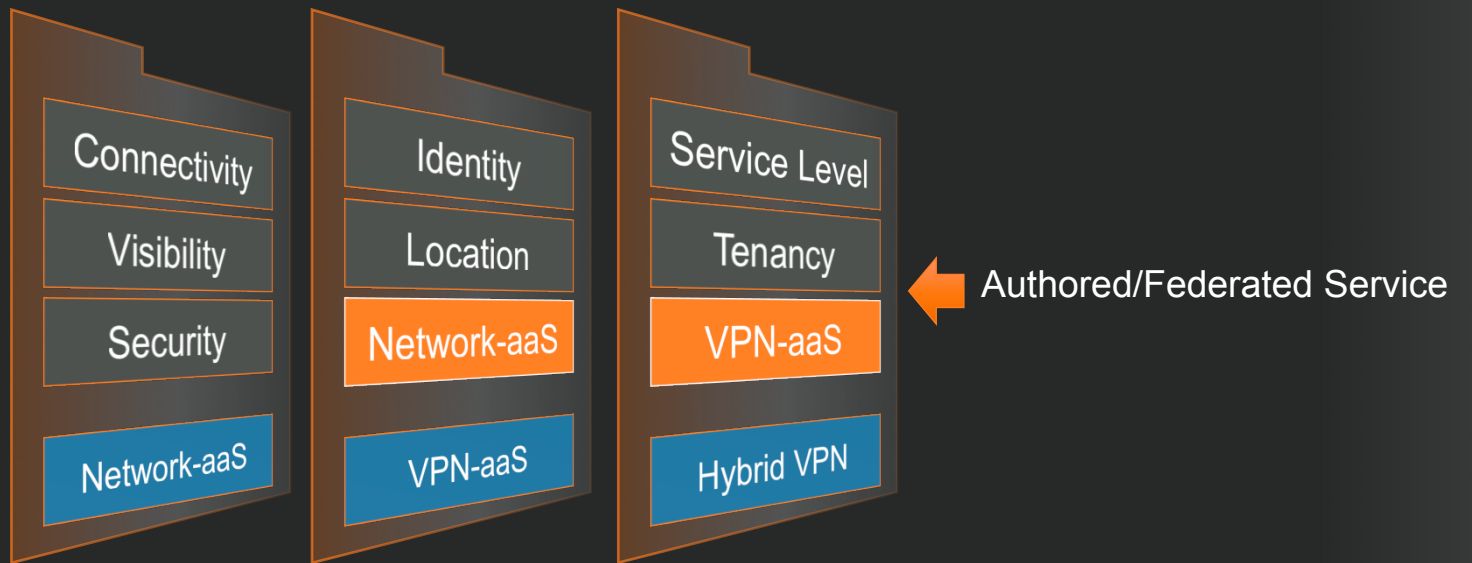 Connectivity
Visibility
Security
Network-aaS
Identity
Location
Network-aaS
VPN-aaS
Service Level
Tenancy
VPN-aaS
Hybrid VPN
Authored/Federated Service